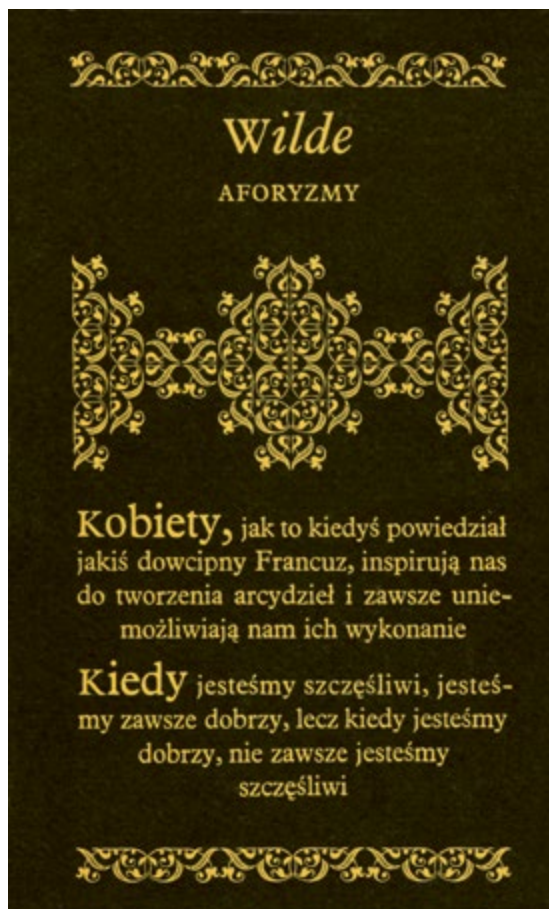 Wilde
AFORYZMY
Kobiety, jak to kiedyś powiedział
jakiś dowcipny Francuz, inspirują nas
do tworzenia arcydzieł i zawsze unie-
możliwiają nam ich wykonanie
Kiedy jesteśmy szczęśliwi, jesteś-
my zawsze dobrzy, lecz kiedy jesteśmy
dobrzy, nie zawsze jesteśmy
szczęśliwi